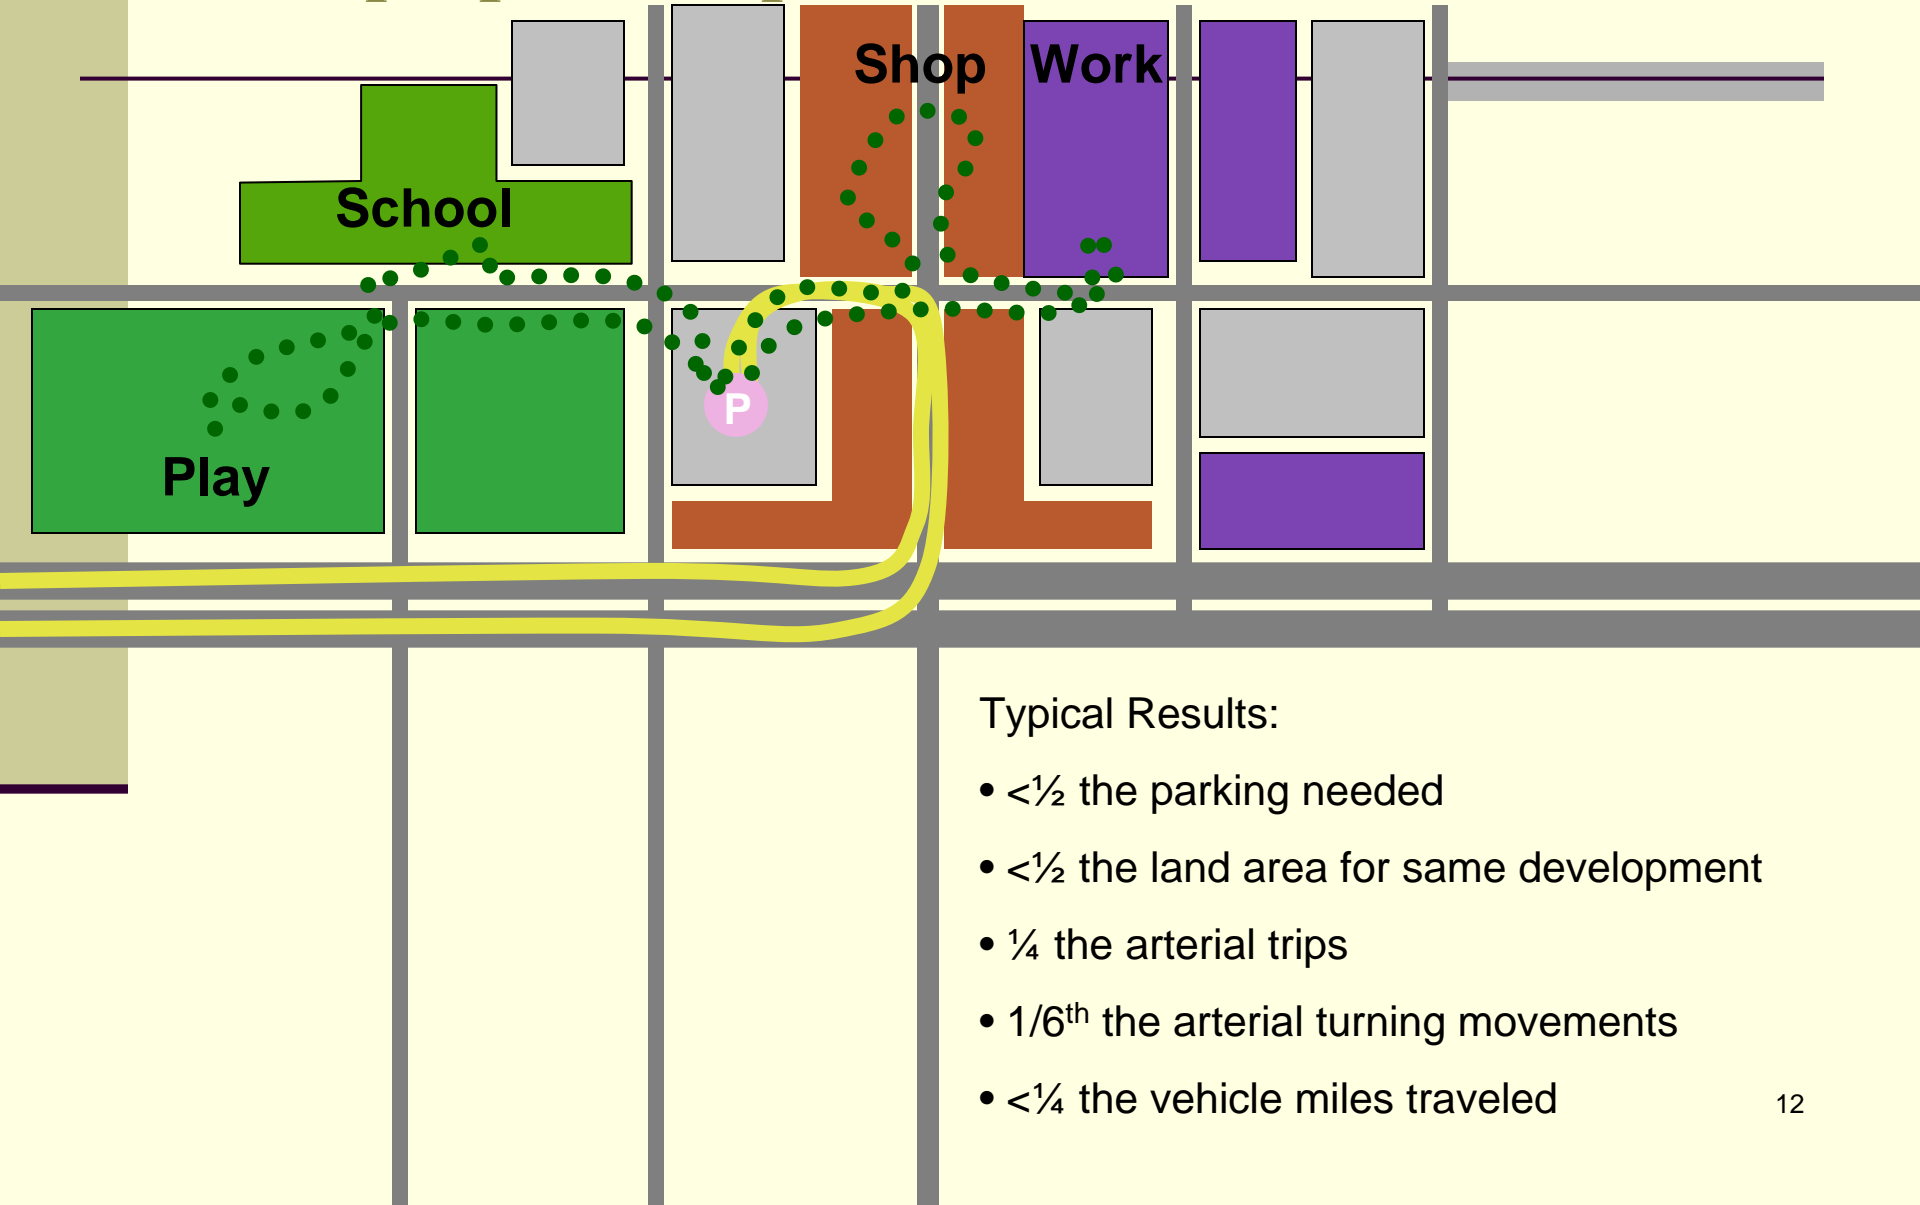 Shop
Work
School
P
Play
Typical Results:
• <½ the parking needed
• <½ the land area for same development
• ¼ the arterial trips
• 1/6th the arterial turning movements
• <¼ the vehicle miles traveled
12